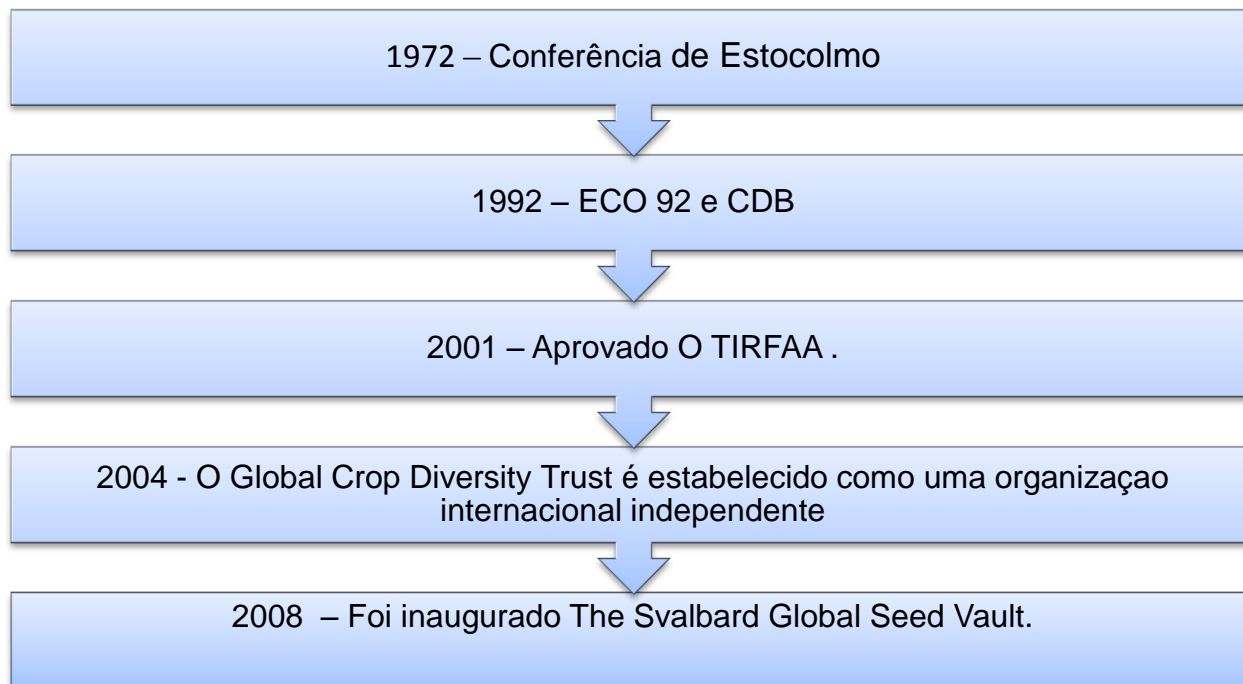 1972 – Conferência de Estocolmo
1992 – ECO 92 e CDB
2001 – Aprovado O TIRFAA .
2004 - O Global Crop Diversity Trust é estabelecido como uma organizaçao
internacional independente
2008 – Foi inaugurado The Svalbard Global Seed Vault.